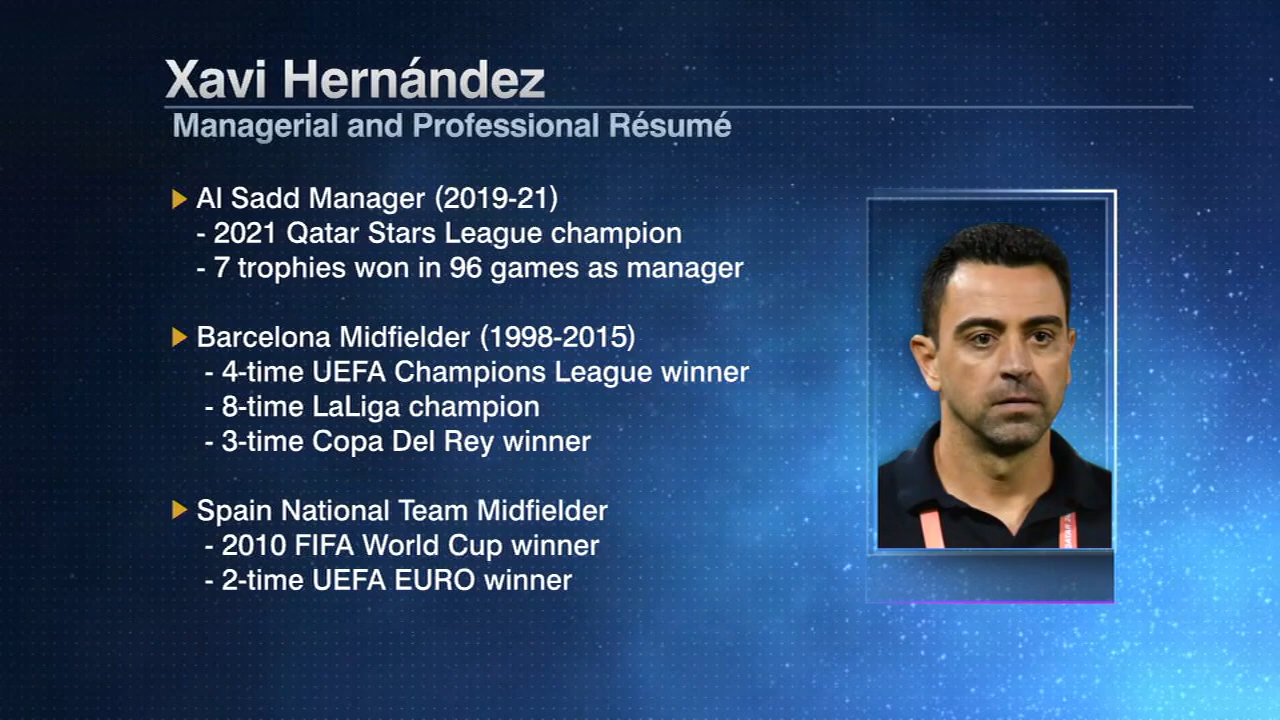 Xavi Hernández
Managerial and Professional Résumé
Al Sadd Manager (2019-21)
- 2021 Qatar Stars League champion
- 7 trophies won in 96 games as manager
Barcelona Midfielder (1998-2015)
- 4-time UEFA Champions League winner
- 8-time LaLiga champion
- 3-time Copa Del Rey winner
Spain National Team Midfielder
- 2010 FIFA World Cup winner
- 2-time UEFA EURO winner